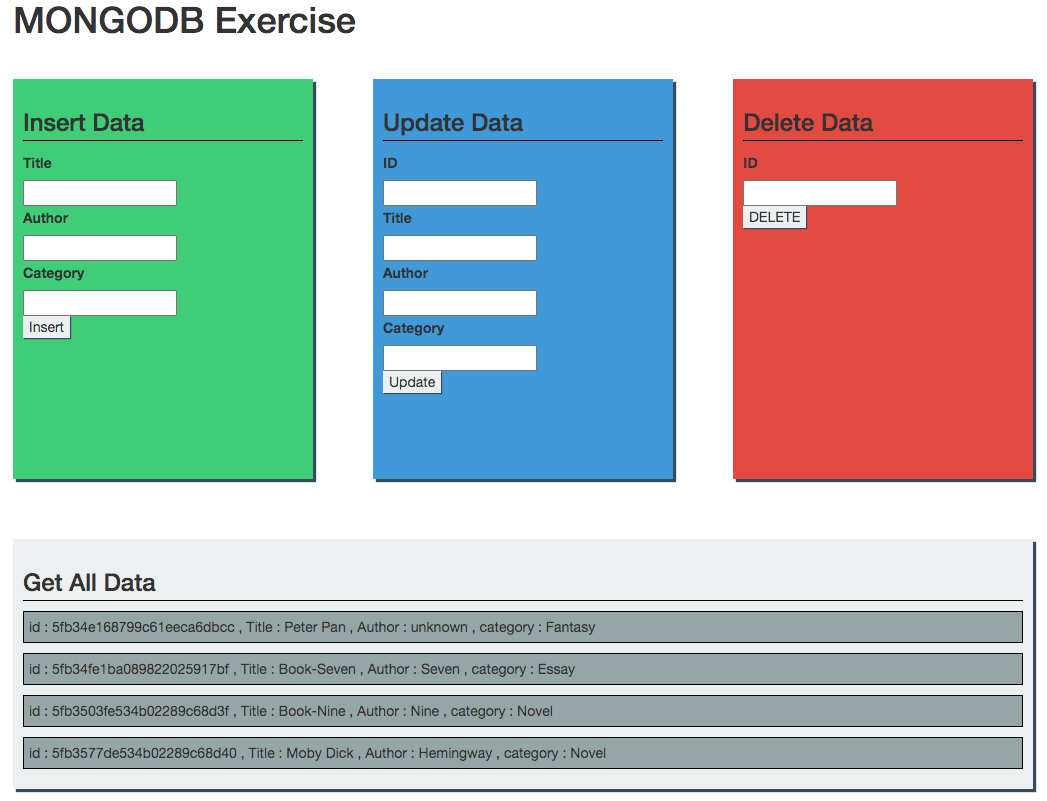 MONGODB Exercise
Insert Data
Title
Author
Category
Insert
Update Data
ID
Title
Author
Category
Update
Delete Data
ID
DELETE
Get All Data
id : 5fb34e168799c61eeca6dbcc , Title : Peter Pan , Author : unknown , category : Fantasy
id : 5fb34fe1ba089822025917bf , Title : Book-Seven , Author : Seven , category : Essay
id : 5fb3503fe534b02289c68d3f , Title : Book-Nine , Author : Nine , category : Novel
id : 5fb3577de534b02289c68d40 , Title : Moby Dick , Author : Hemingway , category : Novel